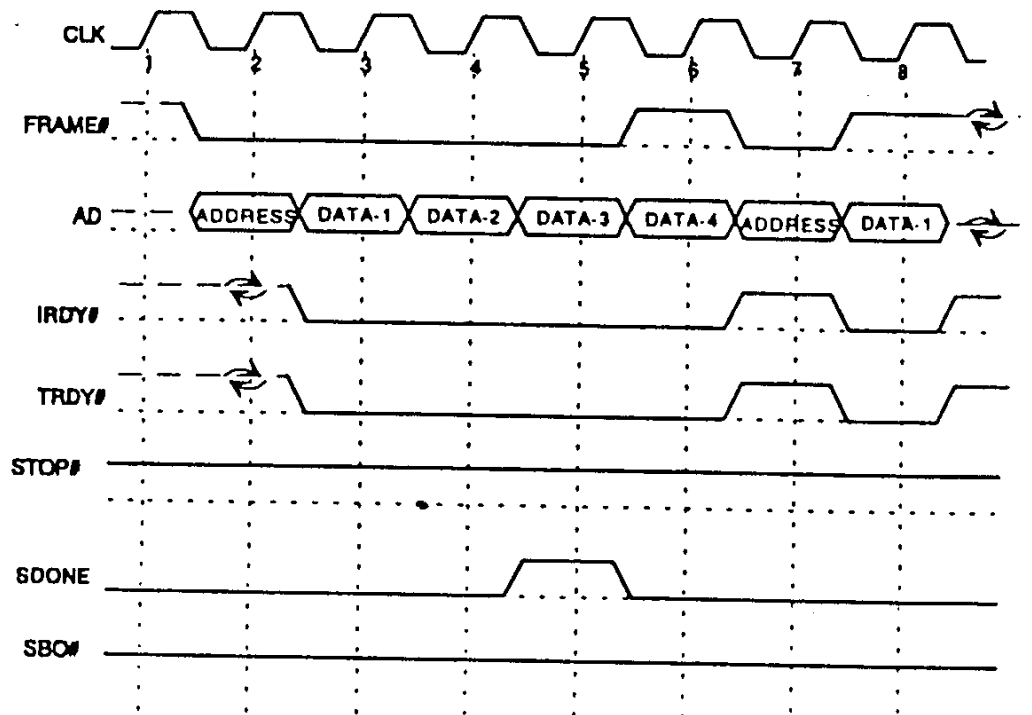 CLK
1 2 3 4 5 6 7 8
FRAME#
AD ADDRESS DATA-1 DATA-2 DATA-3 DATA-4 ADDRESS DATA-1
IRDY#
TRDY#
STOP#
SDONE
SBO#